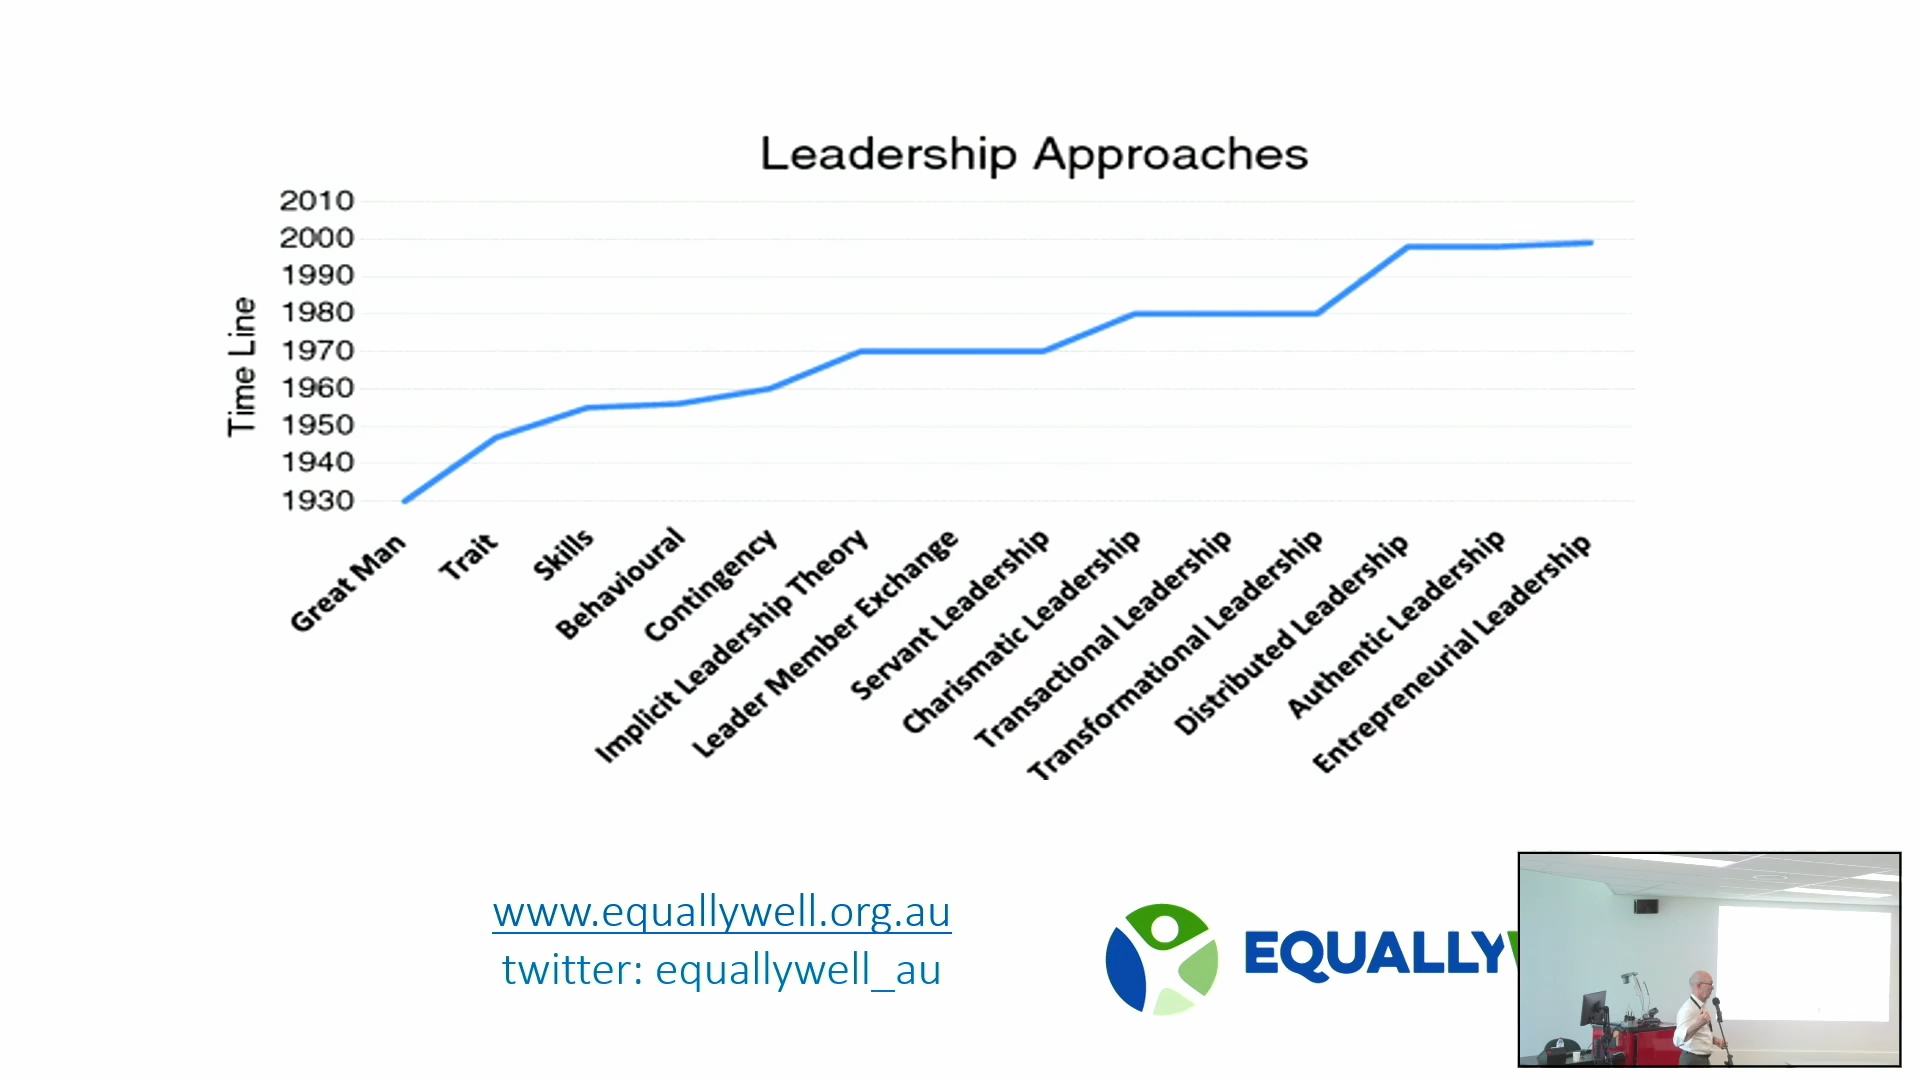 Leadership Approaches
2010
2000
1990
1980
1970
1960
1950
1940
1930
Time Line
Great Man
Trait
Skills
Behavioural
Contingency
Implicit Leadership Theory
Leader Member Exchange
Servant Leadership
Charismatic Leadership
Transactional Leadership
Transformational Leadership
Distributed Leadership
Authentic Leadership
Entrepreneurial Leadership
www.equallywell.org.au
twitter: equallywell_au
EQUALLY